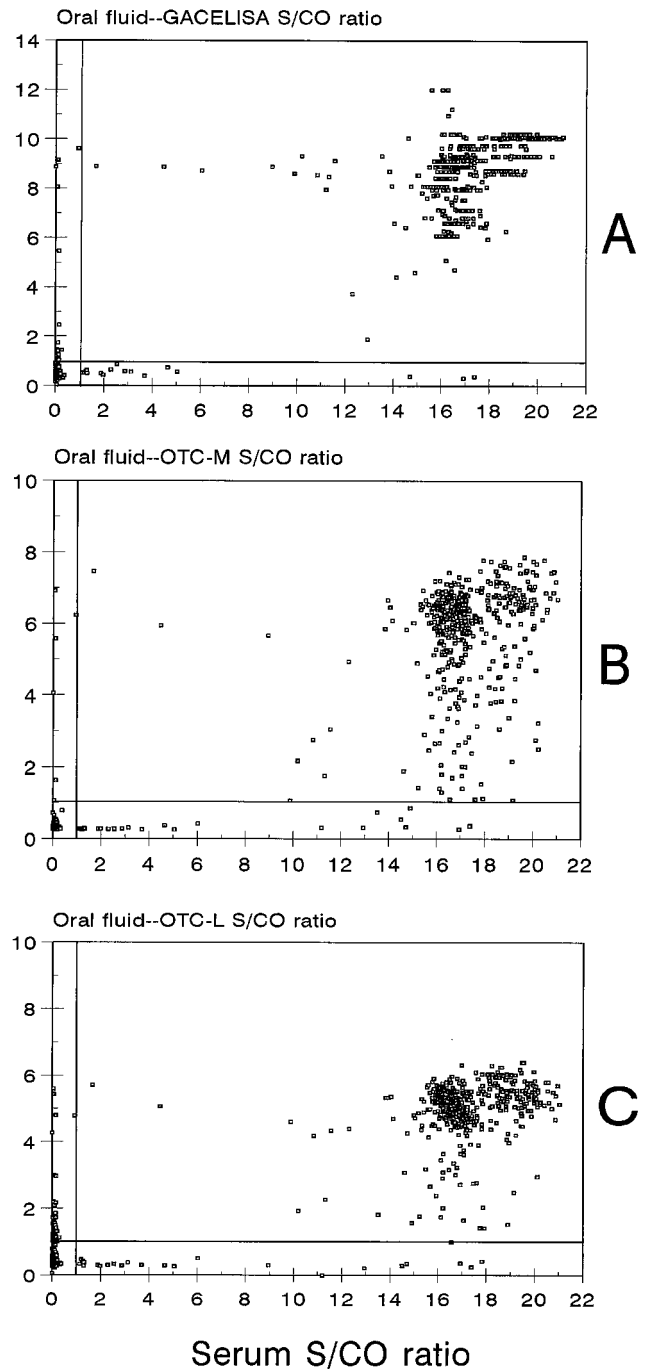 Oral fluid--GACELISA S/CO ratio
14
12
10
8
6
4
2
0
0 2 4 6 8 10 12 14 16 18 20 22
A
Oral fluid--OTC-M S/CO ratio
10
8
6
4
2
0
0 2 4 6 8 10 12 14 16 18 20 22
B
Oral fluid--OTC-L S/CO ratio
10
8
6
4
2
0
0 2 4 6 8 10 12 14 16 18 20 22
C
Serum S/CO ratio